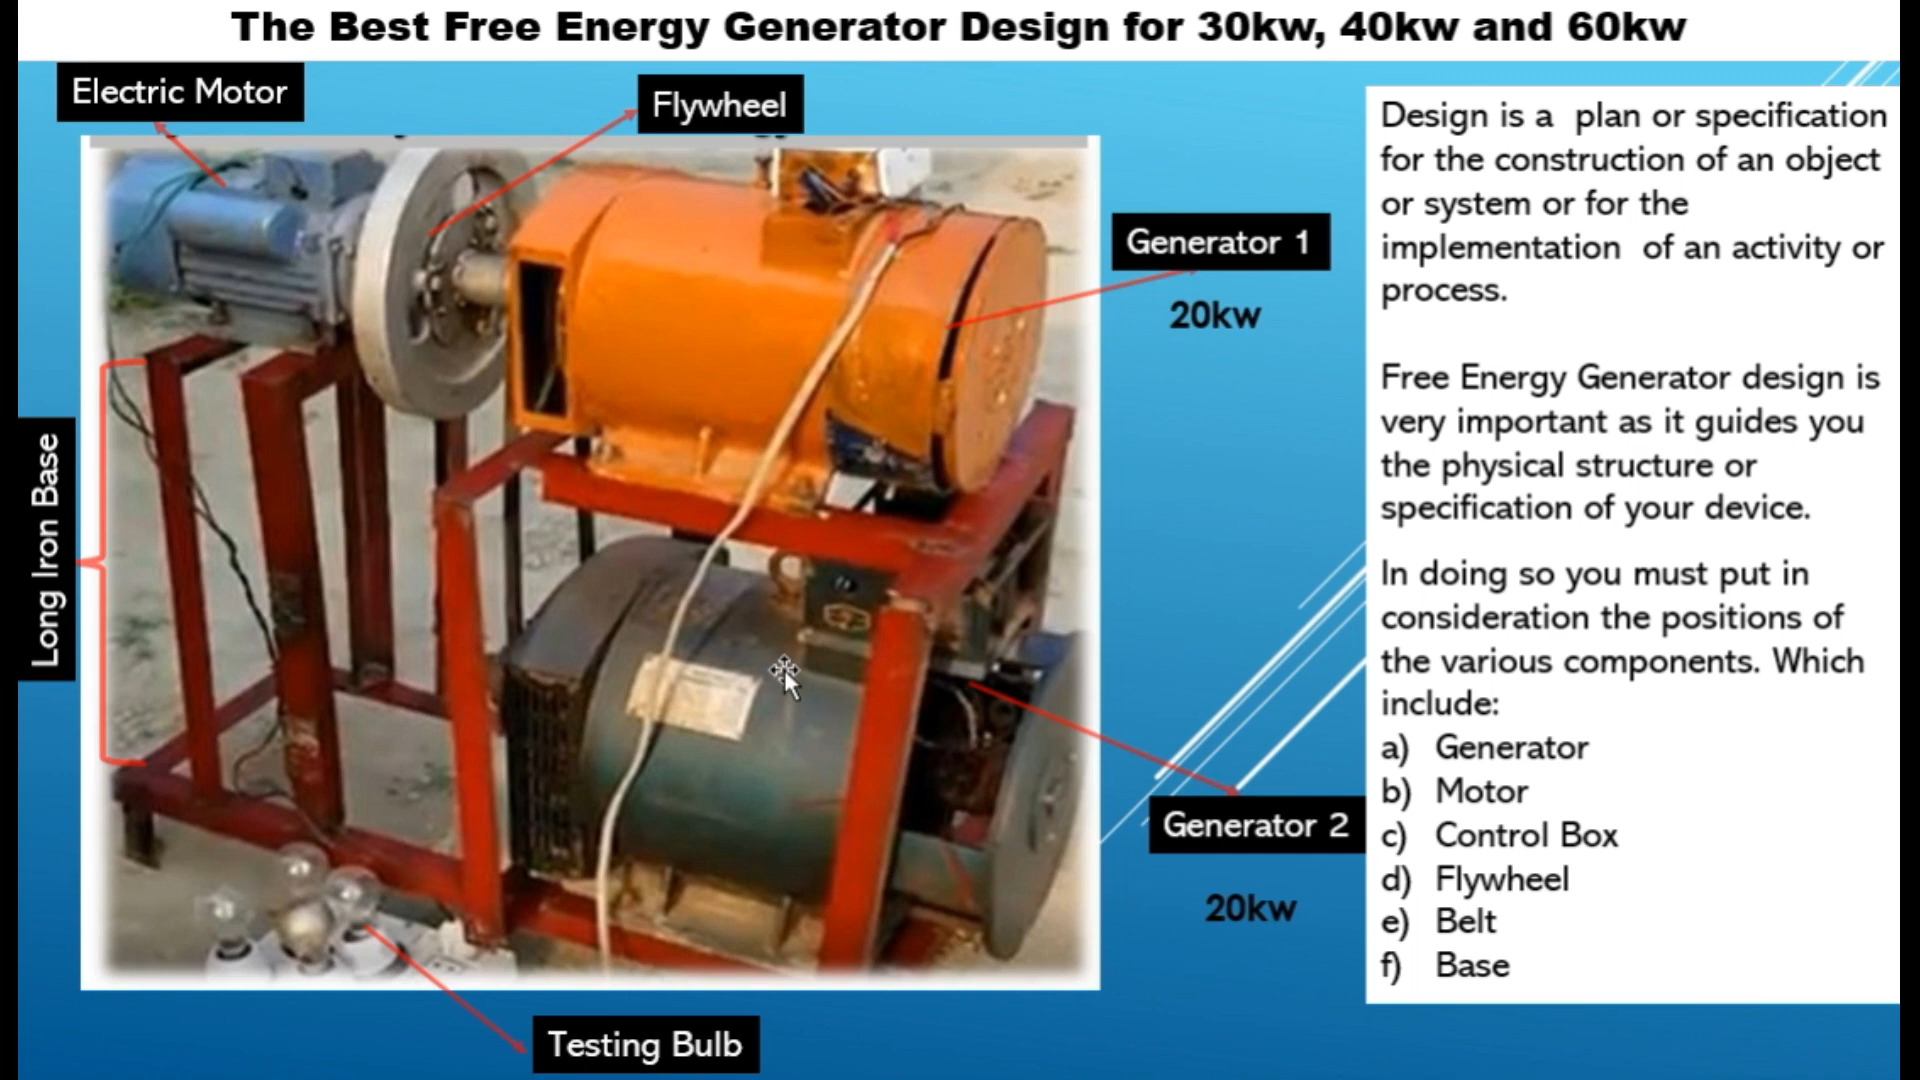 The Best Free Energy Generator Design for 30kw, 40kw and 60kw
Electric Motor
Flywheel
Generator 1
20kw
Long Iron Base
Generator 2
20kw
Testing Bulb
Design is a plan or specification
for the construction of an object
or system or for the
implementation of an activity or
process.
Free Energy Generator design is
very important as it guides you
the physical structure or
specification of your device.
In doing so you must put in
consideration the positions of
the various components. Which
include:
a) Generator
b) Motor
c) Control Box
d) Flywheel
e) Belt
f) Base